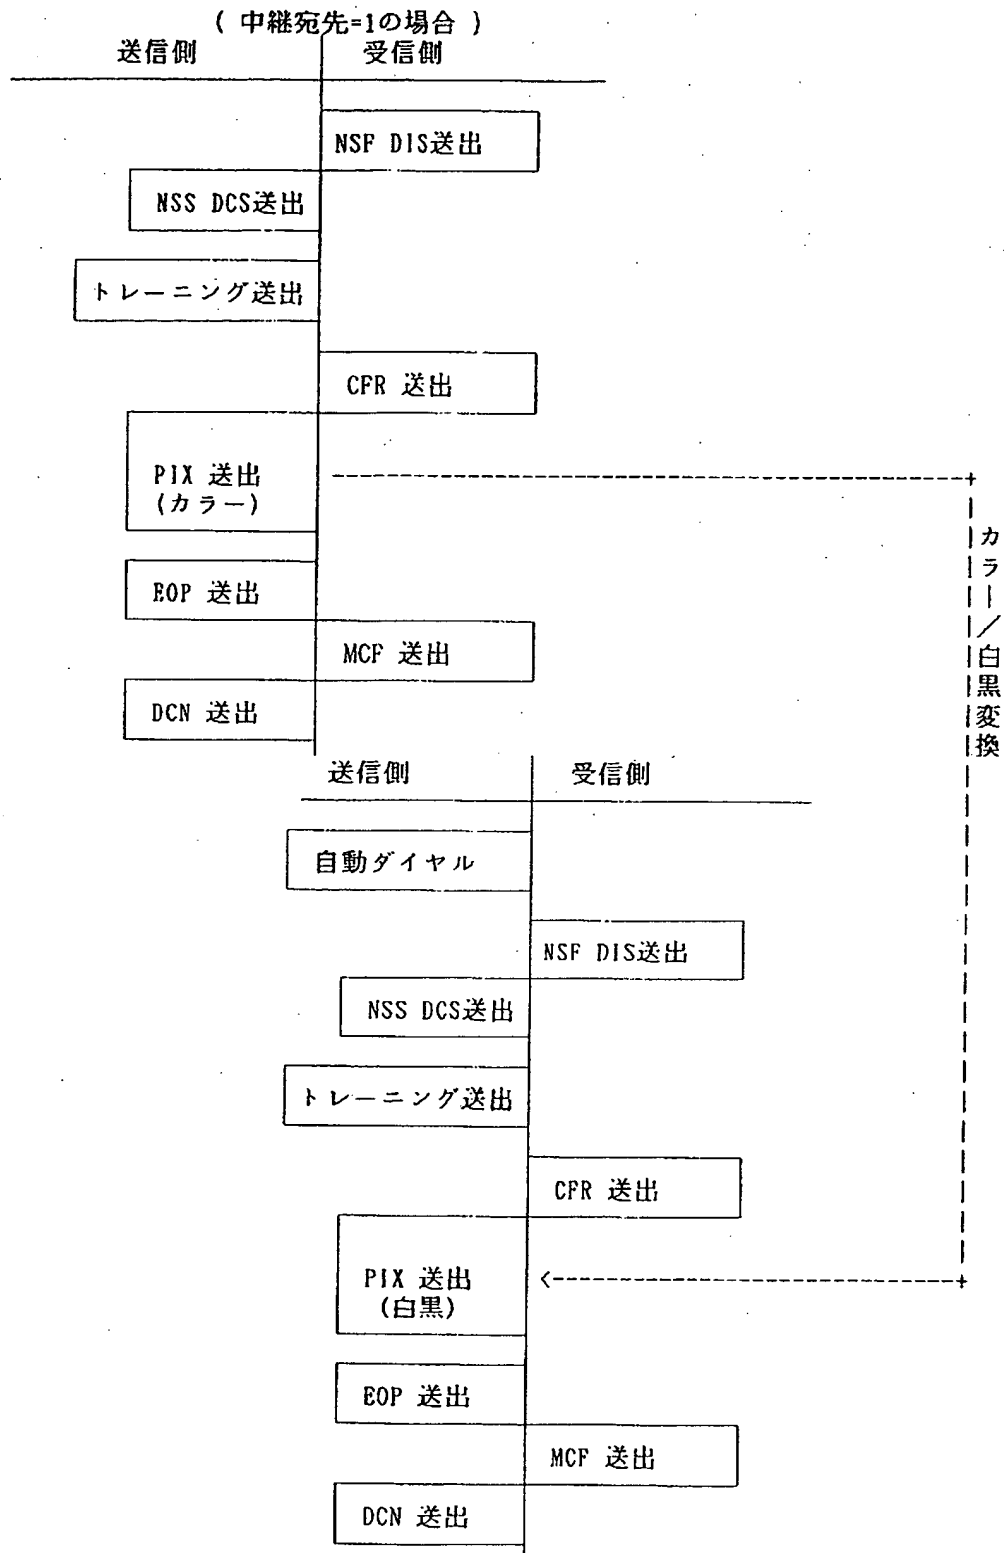 ( 中継宛先=1の場合 )
送信側 受信側
NSF DIS送出
NSS DCS送出
トレーニング送出
CFR 送出
PIX 送出
(カラー)
EOP 送出
MCF 送出
DCN 送出
カラー／白黒変換
送信側 受信側
自動ダイヤル
NSF DIS送出
NSS DCS送出
トレーニング送出
CFR 送出
PIX 送出
(白黒)
EOP 送出
MCF 送出
DCN 送出